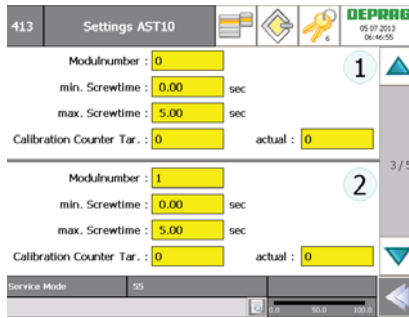 413 Settings AST10 6 DEPRAG
05 07 2013
06:46:55
Modulnumber : 0 1
min. Screwtime : 0.00 sec
max. Screwtime : 5.00 sec
Calibration Counter Tar. : 0 actual : 0
3/5
Modulnumber : 1 2
min. Screwtime : 0.00 sec
max. Screwtime : 5.00 sec
Calibration Counter Tar. : 0 actual : 0
Service Mode 55
0.0 50.0 100.0